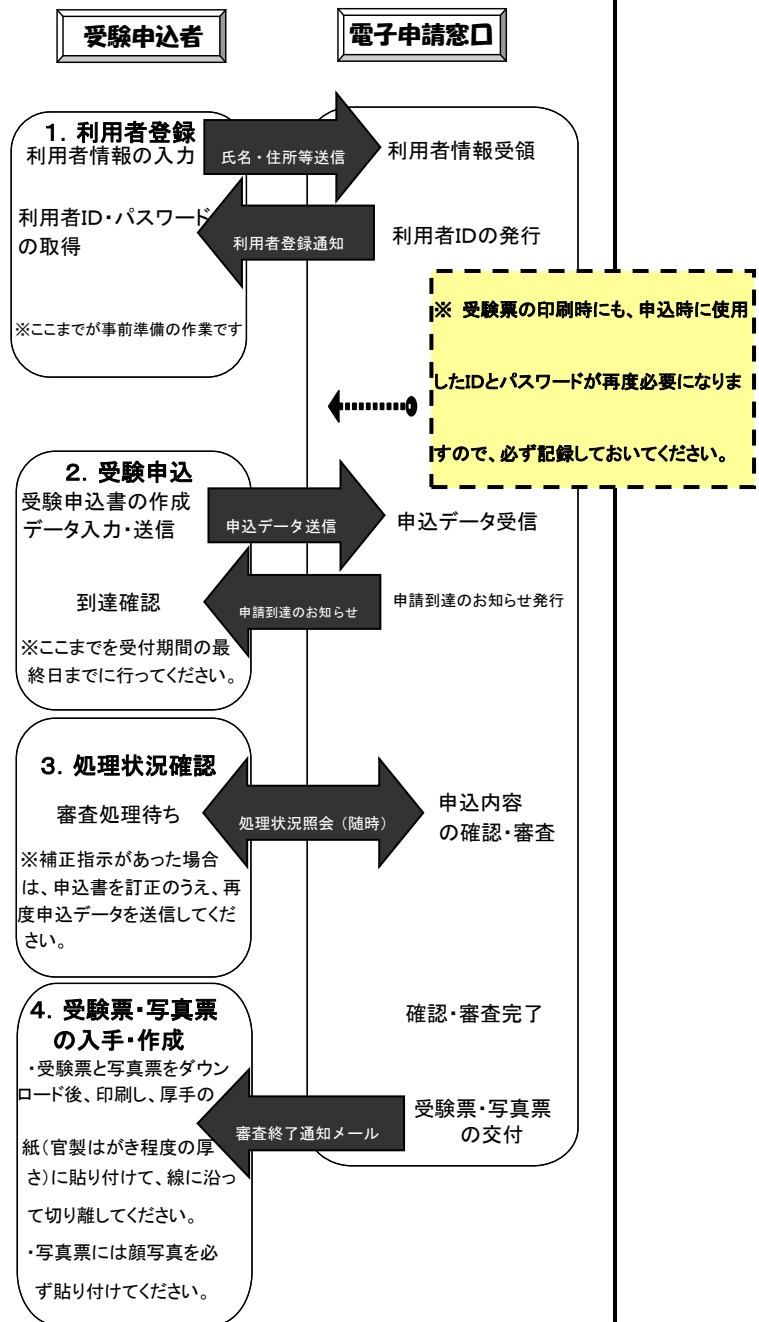 受験申込者
電子申請窓口
1．利用者登録
利用者情報の入力
氏名・住所等送信
利用者情報受領
利用者ID・パスワード
の取得
利用者登録通知
利用者IDの発行
※ここまでが事前準備の作業です
※ 受験票の印刷時にも、申込時に使用
したIDとパスワードが再度必要になりま
すので、必ず記録しておいてください。
2．受験申込
受験申込書の作成
データ入力・送信
申込データ送信
申込データ受信
到達確認
申請到達のお知らせ
申請到達のお知らせ発行
※ここまでを受付期間の最
終日までに行ってください。
3．処理状況確認
審査処理待ち
処理状況照会（随時）
申込内容
の確認・審査
※補正指示があった場合
は、申込書を訂正のうえ、再
度申込データを送信してくだ
さい。
4．受験票・写真票
の入手・作成
確認・審査完了
・受験票と写真票をダウン
ロード後、印刷し、厚手の
紙（官製はがき程度の厚
さ）に貼り付けて、線に沿っ
て切り離してください。
・写真票には顔写真を必
ず貼り付けてください。
審査終了通知メール
受験票・写真票
の交付